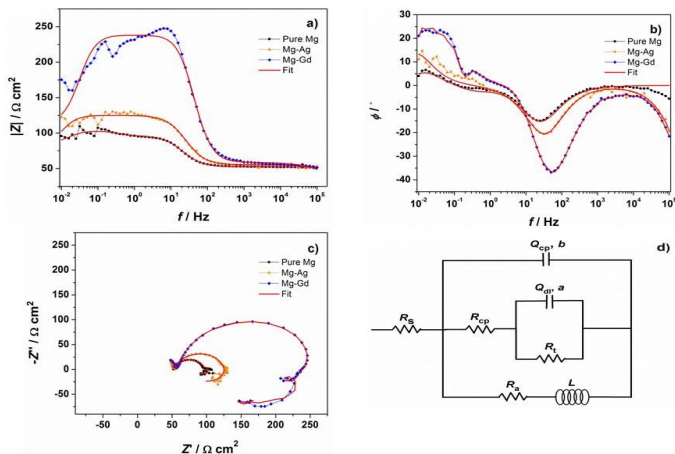 a)
|Z| / Ω cm²
250
200
150
100
50
10⁻² 10⁻¹ 10⁰ 10¹ 10² 10³ 10⁴ 10⁵
f / Hz
Pure Mg
Mg-Ag
Mg-Gd
Fit
b)
ϕ / °
30
20
10
0
-10
-20
-30
-40
10⁻² 10⁻¹ 10⁰ 10¹ 10² 10³ 10⁴ 10⁵
f / Hz
Pure Mg
Mg-Ag
Mg-Gd
Fit
c)
-Z'' / Ω cm²
250
200
150
100
50
0
-50
-50 0 50 100 150 200 250
Z' / Ω cm²
Pure Mg
Mg-Ag
Mg-Gd
Fit
d)
Qcp, b
Qdl, a
Rs
Rcp
Rt
Ra
L